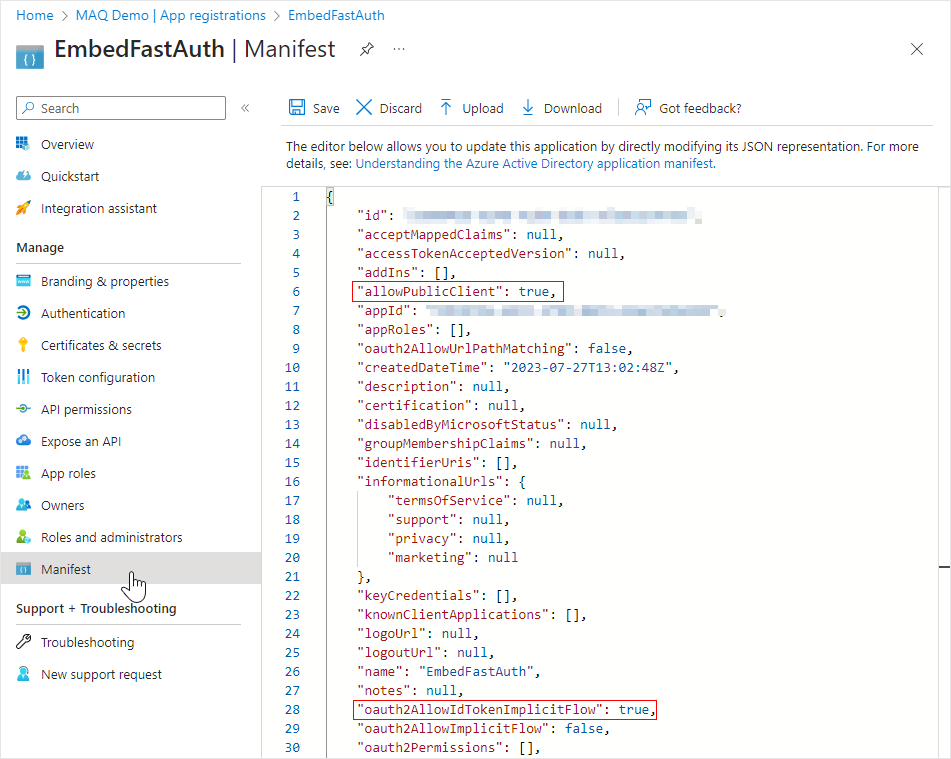 Home > MAQ Demo | App registrations > EmbedFastAuth
EmbedFastAuth | Manifest
Search
Overview
Quickstart
Integration assistant
Manage
Branding & properties
Authentication
Certificates & secrets
Token configuration
API permissions
Expose an API
App roles
Owners
Roles and administrators
Manifest
Support + Troubleshooting
Troubleshooting
New support request
Save Discard Upload Download Got feedback?
The editor below allows you to update this application by directly modifying its JSON representation. For more
details, see: Understanding the Azure Active Directory application manifest.
1 {
2 "id":
3 "acceptMappedClaims": null,
4 "accessTokenAcceptedVersion": null,
5 "addIns": [],
6 "allowPublicClient": true,
7 "appId": ,
8 "appRoles": [],
9 "oauth2AllowUrlPathMatching": false,
10 "createdDateTime": "2023-07-27T13:02:48Z",
11 "description": null,
12 "certification": null,
13 "disabledByMicrosoftStatus": null,
14 "groupMembershipClaims": null,
15 "identifierUris": [],
16 "informationalUrls": {
17 "termsOfService": null,
18 "support": null,
19 "privacy": null,
20 "marketing": null
21 },
22 "keyCredentials": [],
23 "knownClientApplications": [],
24 "logoUrl": null,
25 "logoutUrl": null,
26 "name": "EmbedFastAuth",
27 "notes": null,
28 "oauth2AllowIdTokenImplicitFlow": true,
29 "oauth2AllowImplicitFlow": false,
30 "oauth2Permissions": [],